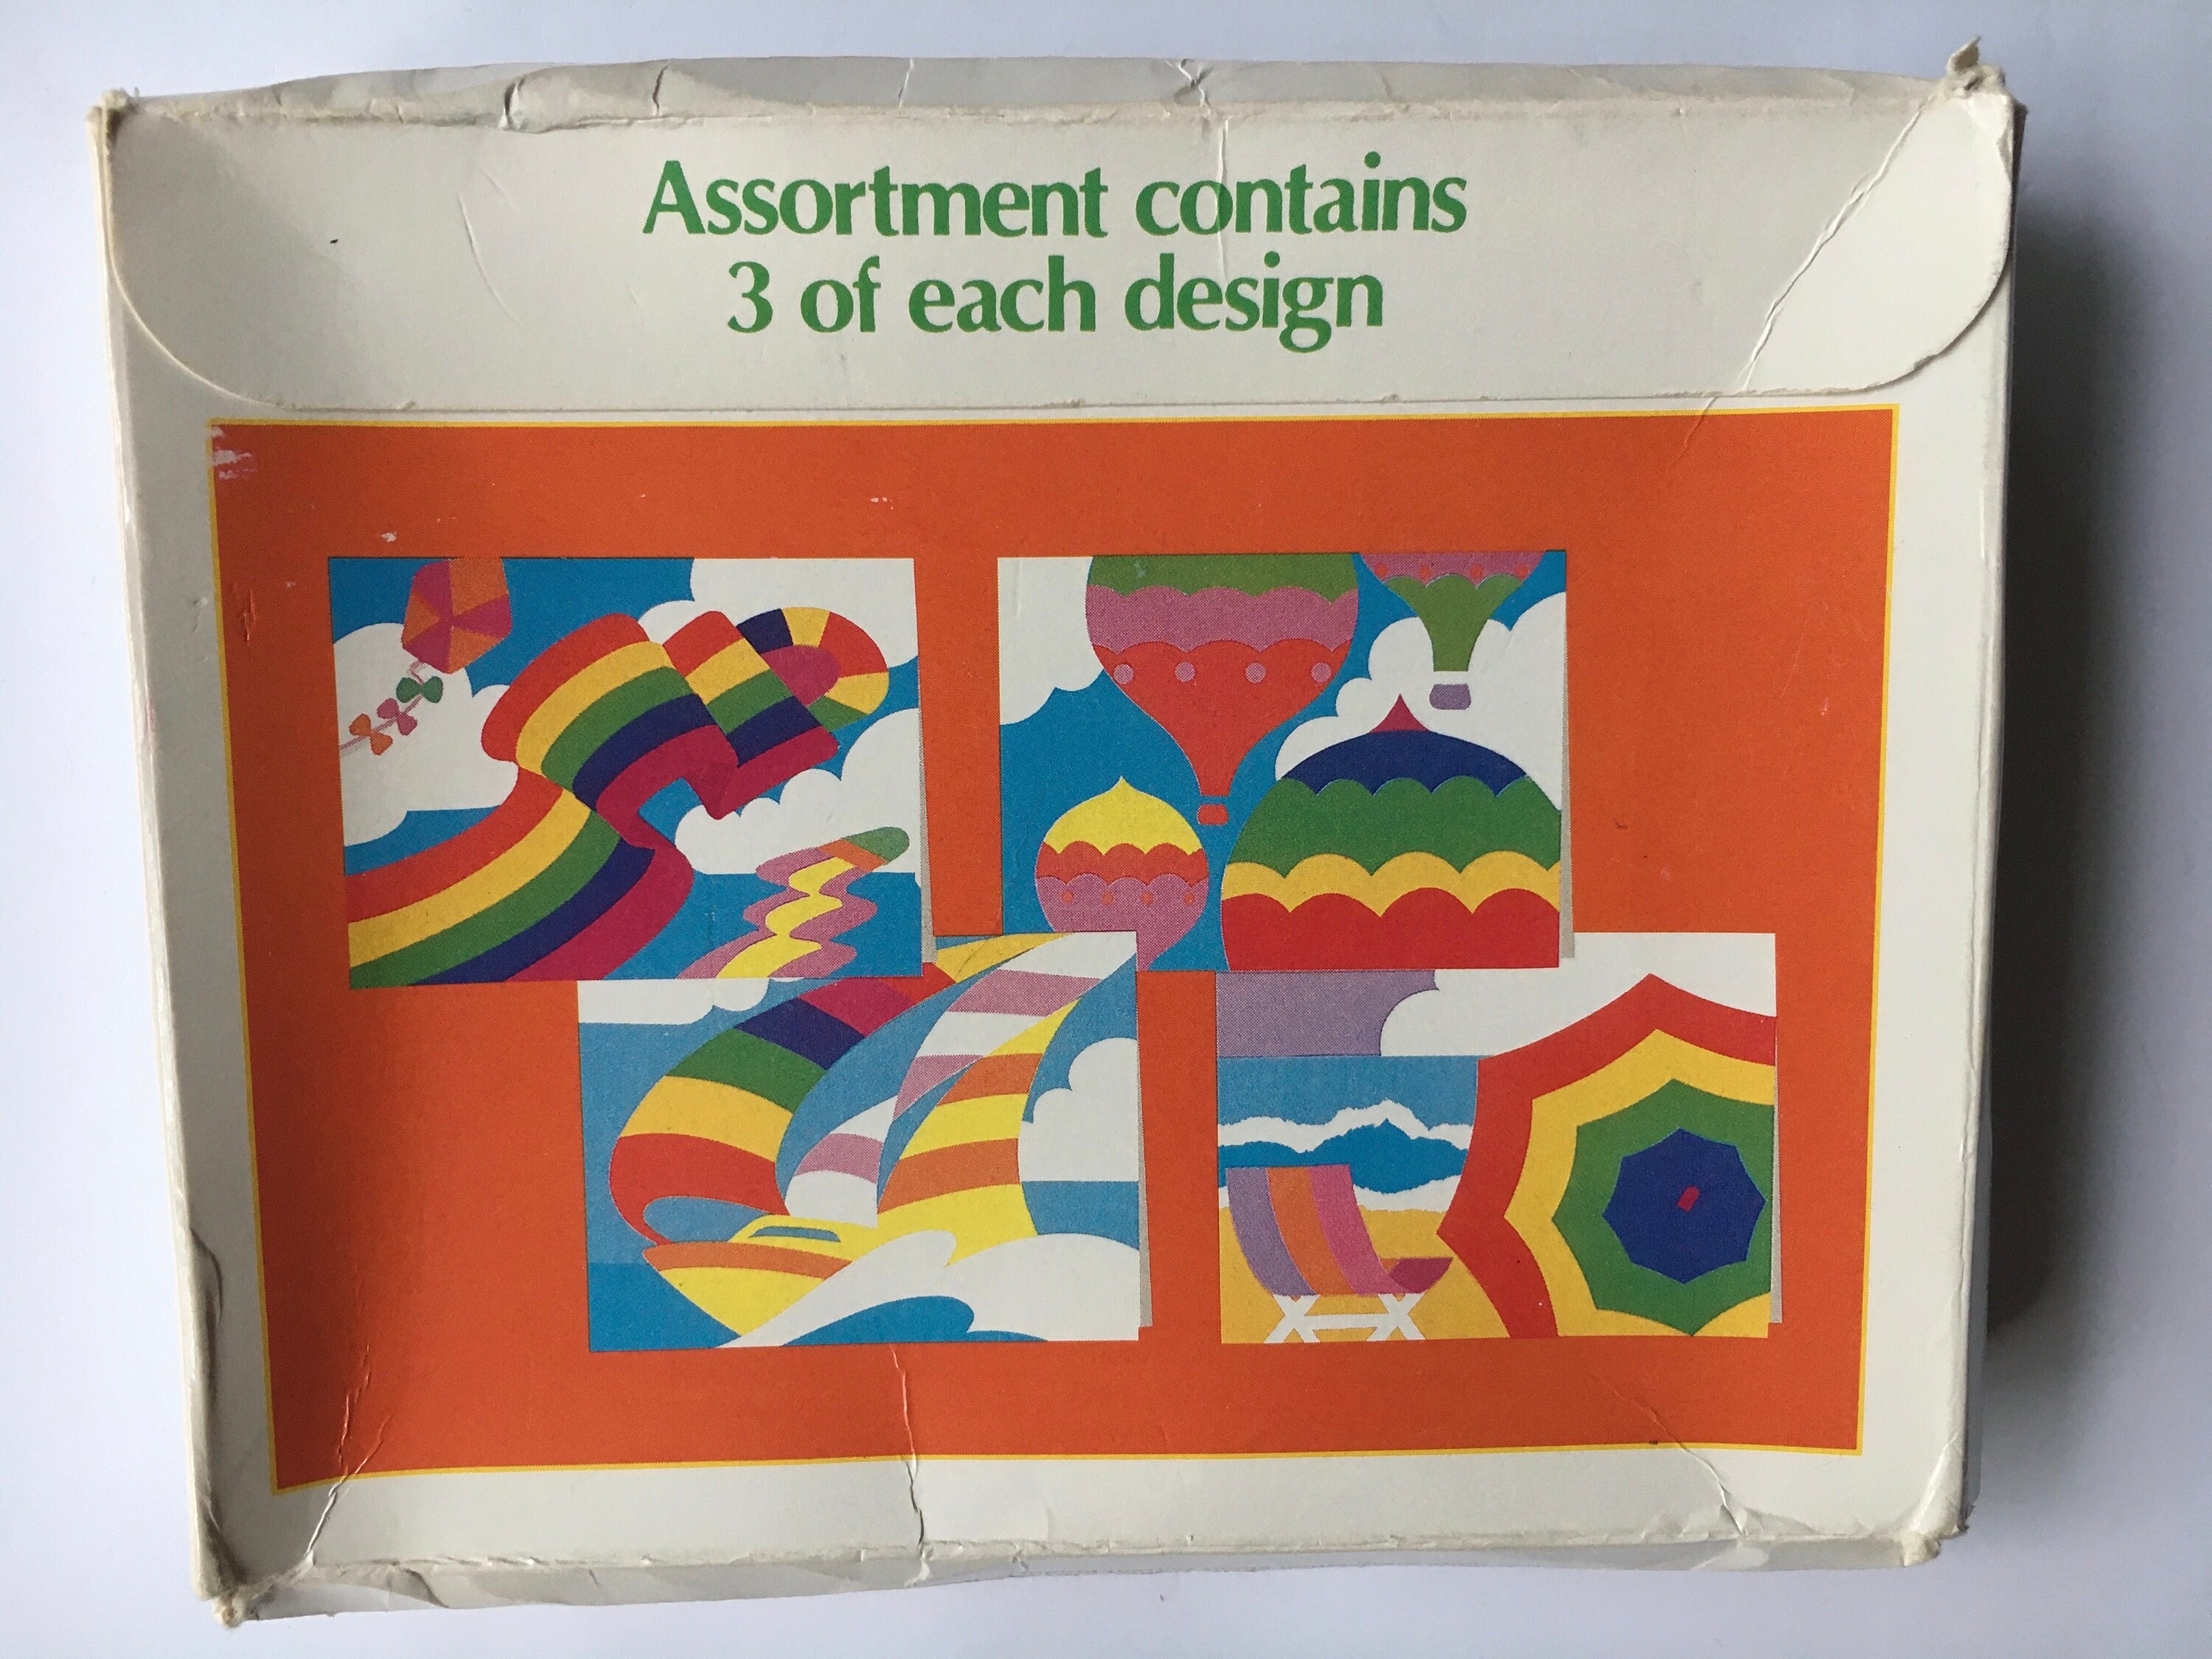 Assortment contains
3 of each design